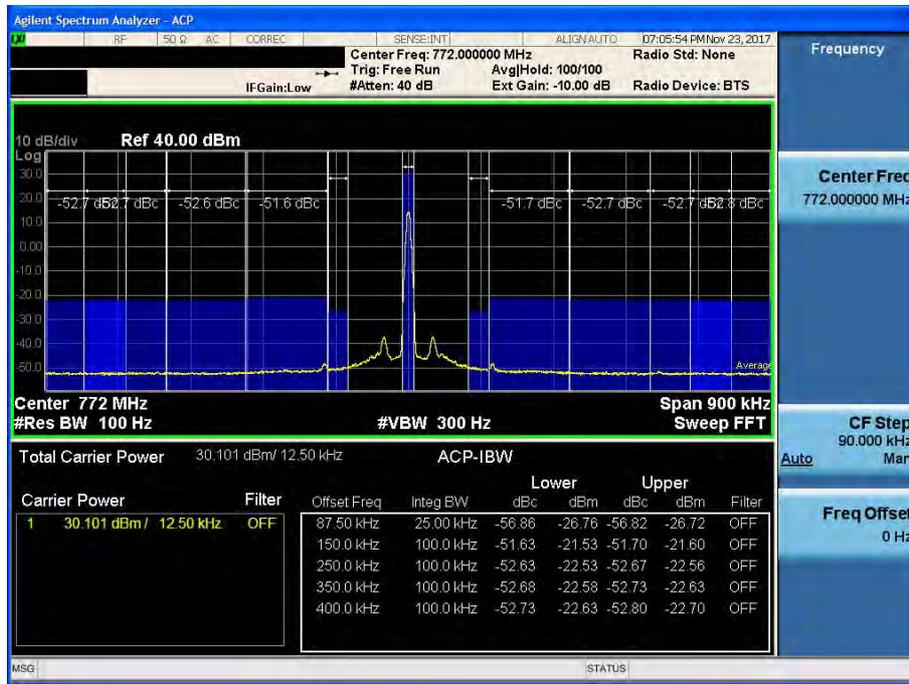 Agilent Spectrum Analyzer - ACP
LXI RF 50 Ω AC CORREC SENSE:INT ALIGN AUTO 07:05:54 PM Nov 23, 2017
Center Freq: 772.000000 MHz Radio Std: None
Trig: Free Run Avg|Hold: 100/100
IFGain:Low #Atten: 40 dB Ext Gain: -10.00 dB Radio Device: BTS
10 dB/div Ref 40.00 dBm
Log
30.0
20.0
-52.7 dBc -52.6 dBc -51.6 dBc -51.7 dBc -52.7 dBc -52.7 -52.8 dBc
10.0
0.00
-10.0
-20.0
-30.0
-40.0
-50.0
Average
Center 772 MHz Span 900 kHz
#Res BW 100 Hz #VBW 300 Hz Sweep FFT
Total Carrier Power 30.101 dBm/ 12.50 kHz ACP-IBW
Lower Upper
Carrier Power Filter Offset Freq Integ BW dBc dBm dBc dBm Filter
1 30.101 dBm / 12.50 kHz OFF 87.50 kHz 25.00 kHz -56.86 -26.76 -56.82 -26.72 OFF
150.0 kHz 100.0 kHz -51.63 -21.53 -51.70 -21.60 OFF
250.0 kHz 100.0 kHz -52.63 -22.53 -52.67 -22.56 OFF
350.0 kHz 100.0 kHz -52.68 -22.58 -52.73 -22.63 OFF
400.0 kHz 100.0 kHz -52.73 -22.63 -52.80 -22.70 OFF
MSG STATUS
Frequency
Center Freq
772.000000 MHz
CF Step
90.000 kHz
Auto Man
Freq Offset
0 Hz